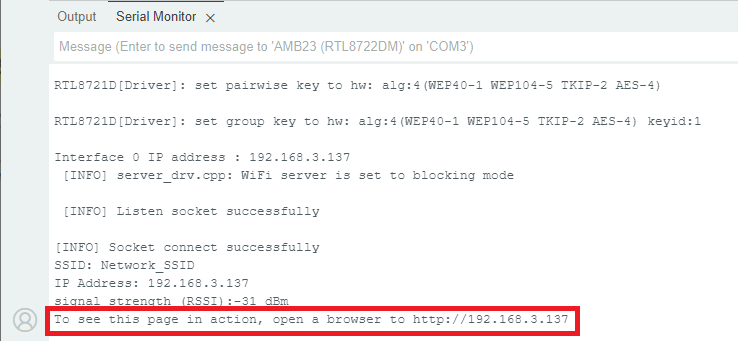 Output Serial Monitor
Message (Enter to send message to 'AMB23 (RTL8722DM)' on 'COM3')
RTL8721D[Driver]: set pairwise key to hw: alg:4(WEP40-1 WEP104-5 TKIP-2 AES-4)
RTL8721D[Driver]: set group key to hw: alg:4(WEP40-1 WEP104-5 TKIP-2 AES-4) keyid:1
Interface 0 IP address : 192.168.3.137
[INFO] server_drv.cpp: WiFi server is set to blocking mode
[INFO] Listen socket successfully
[INFO] Socket connect successfully
SSID: Network_SSID
IP Address: 192.168.3.137
signal strength (RSSI):-31 dBm
To see this page in action, open a browser to http://192.168.3.137